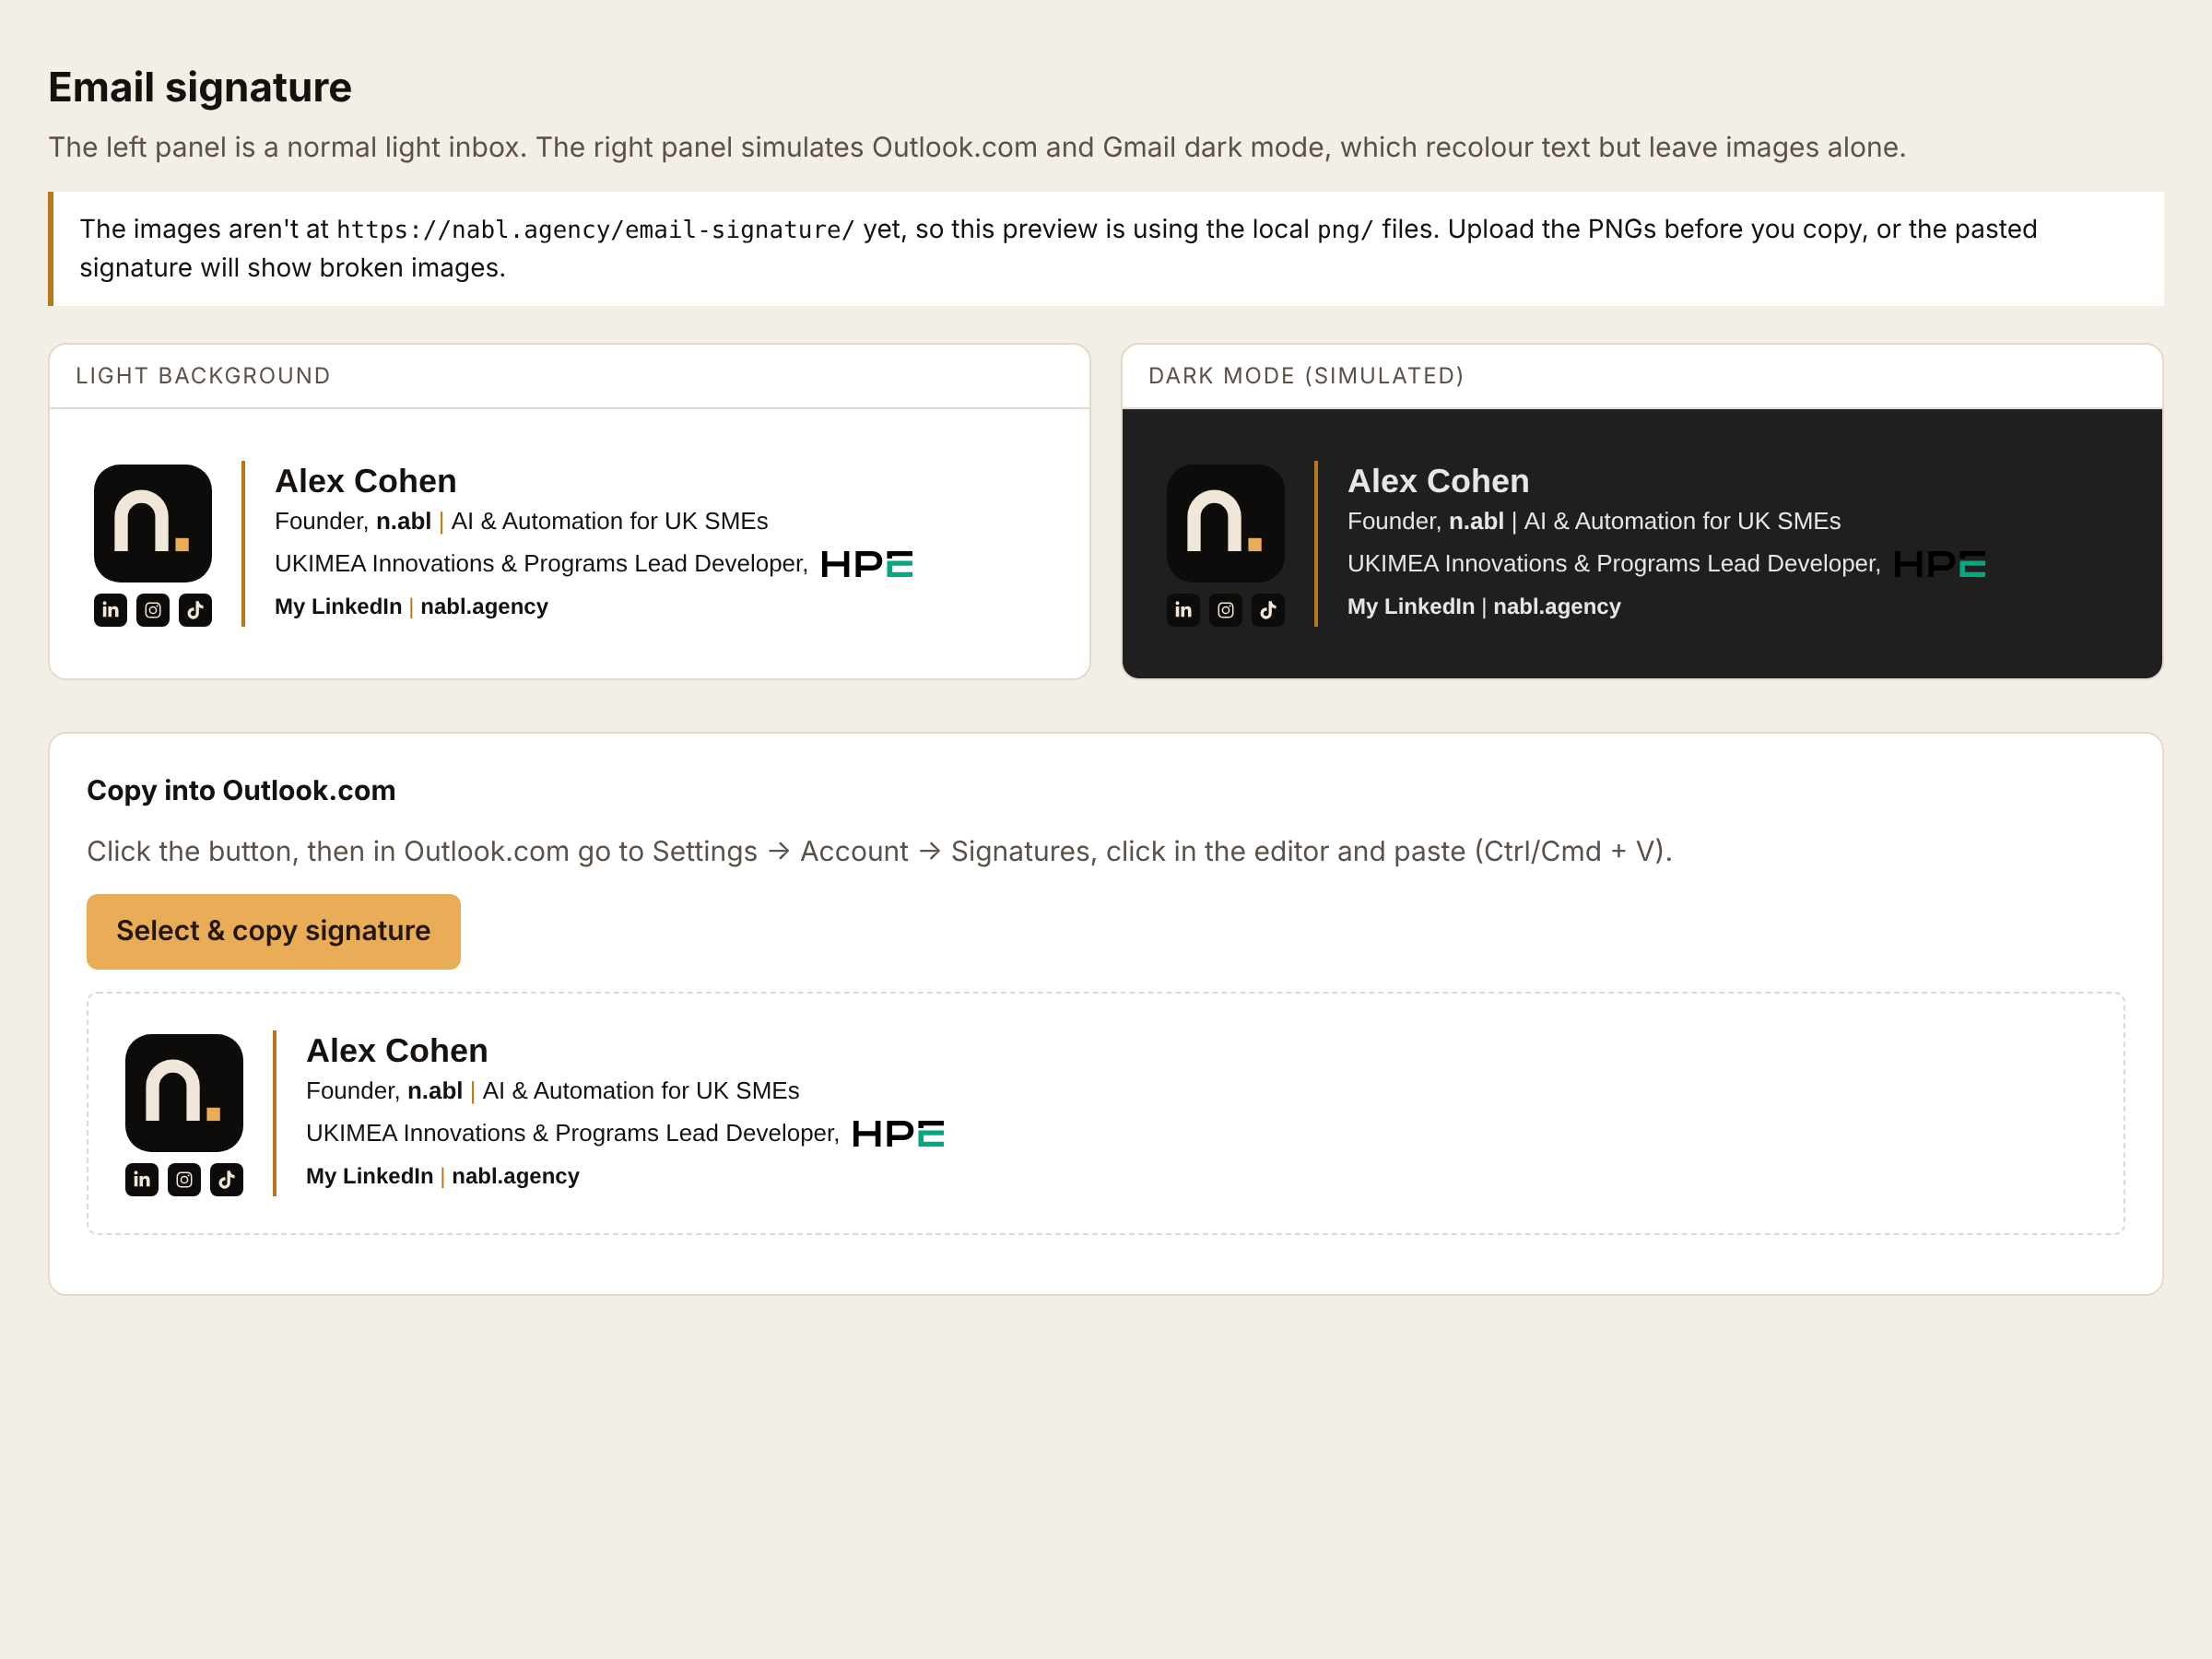 Email signature
The left panel is a normal light inbox. The right panel simulates Outlook.com and Gmail dark mode, which recolour text but leave images alone.
The images aren't at https://nabl.agency/email-signature/ yet, so this preview is using the local png/ files. Upload the PNGs before you copy, or the pasted
signature will show broken images.
LIGHT BACKGROUND
n.
in
Alex Cohen
Founder, n.abl | AI & Automation for UK SMEs
UKIMEA Innovations & Programs Lead Developer, HPE
My LinkedIn | nabl.agency
DARK MODE (SIMULATED)
n.
in
Alex Cohen
Founder, n.abl | AI & Automation for UK SMEs
UKIMEA Innovations & Programs Lead Developer, HPE
My LinkedIn | nabl.agency
Copy into Outlook.com
Click the button, then in Outlook.com go to Settings → Account → Signatures, click in the editor and paste (Ctrl/Cmd + V).
Select & copy signature
n.
in
Alex Cohen
Founder, n.abl | AI & Automation for UK SMEs
UKIMEA Innovations & Programs Lead Developer, HPE
My LinkedIn | nabl.agency